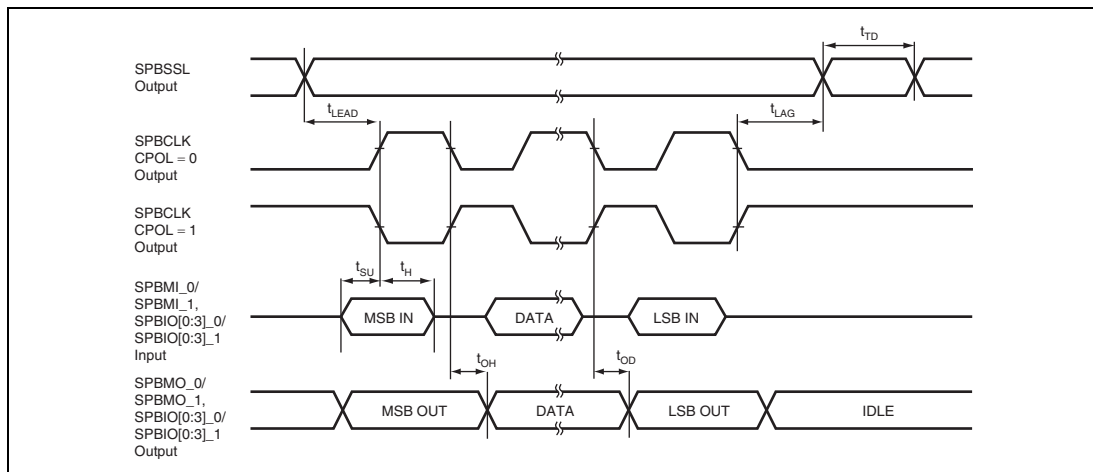 SPBSSL
Output
tTD
tLEAD
tLAG
SPBCLK
CPOL = 0
Output
SPBCLK
CPOL = 1
Output
tSU
tH
SPBMI_0/
SPBMI_1,
SPBIO[0:3]_0/
SPBIO[0:3]_1
Input
MSB IN
DATA
LSB IN
tOH
tOD
SPBMO_0/
SPBMO_1,
SPBIO[0:3]_0/
SPBIO[0:3]_1
Output
MSB OUT
DATA
LSB OUT
IDLE